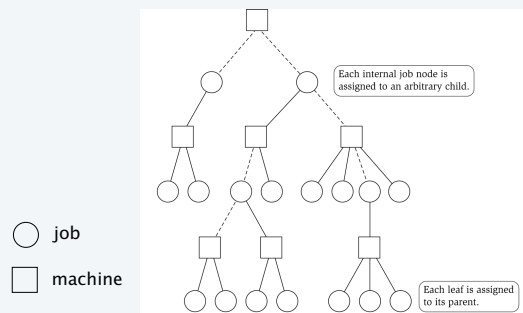 Each internal job node is
assigned to an arbitrary child.
job
machine
Each leaf is assigned
to its parent.